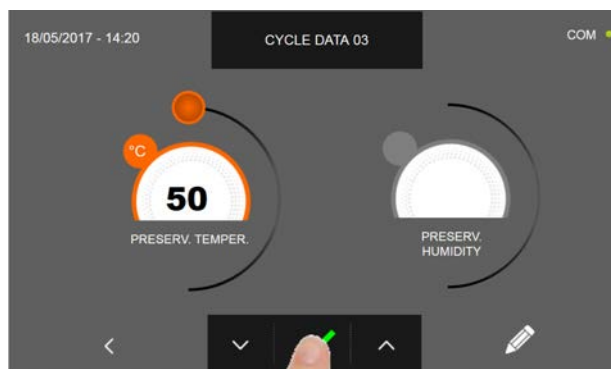 18/05/2017 - 14:20
CYCLE DATA 03
COM
°C
50
PRESERV. TEMPER.
PRESERV.
HUMIDITY